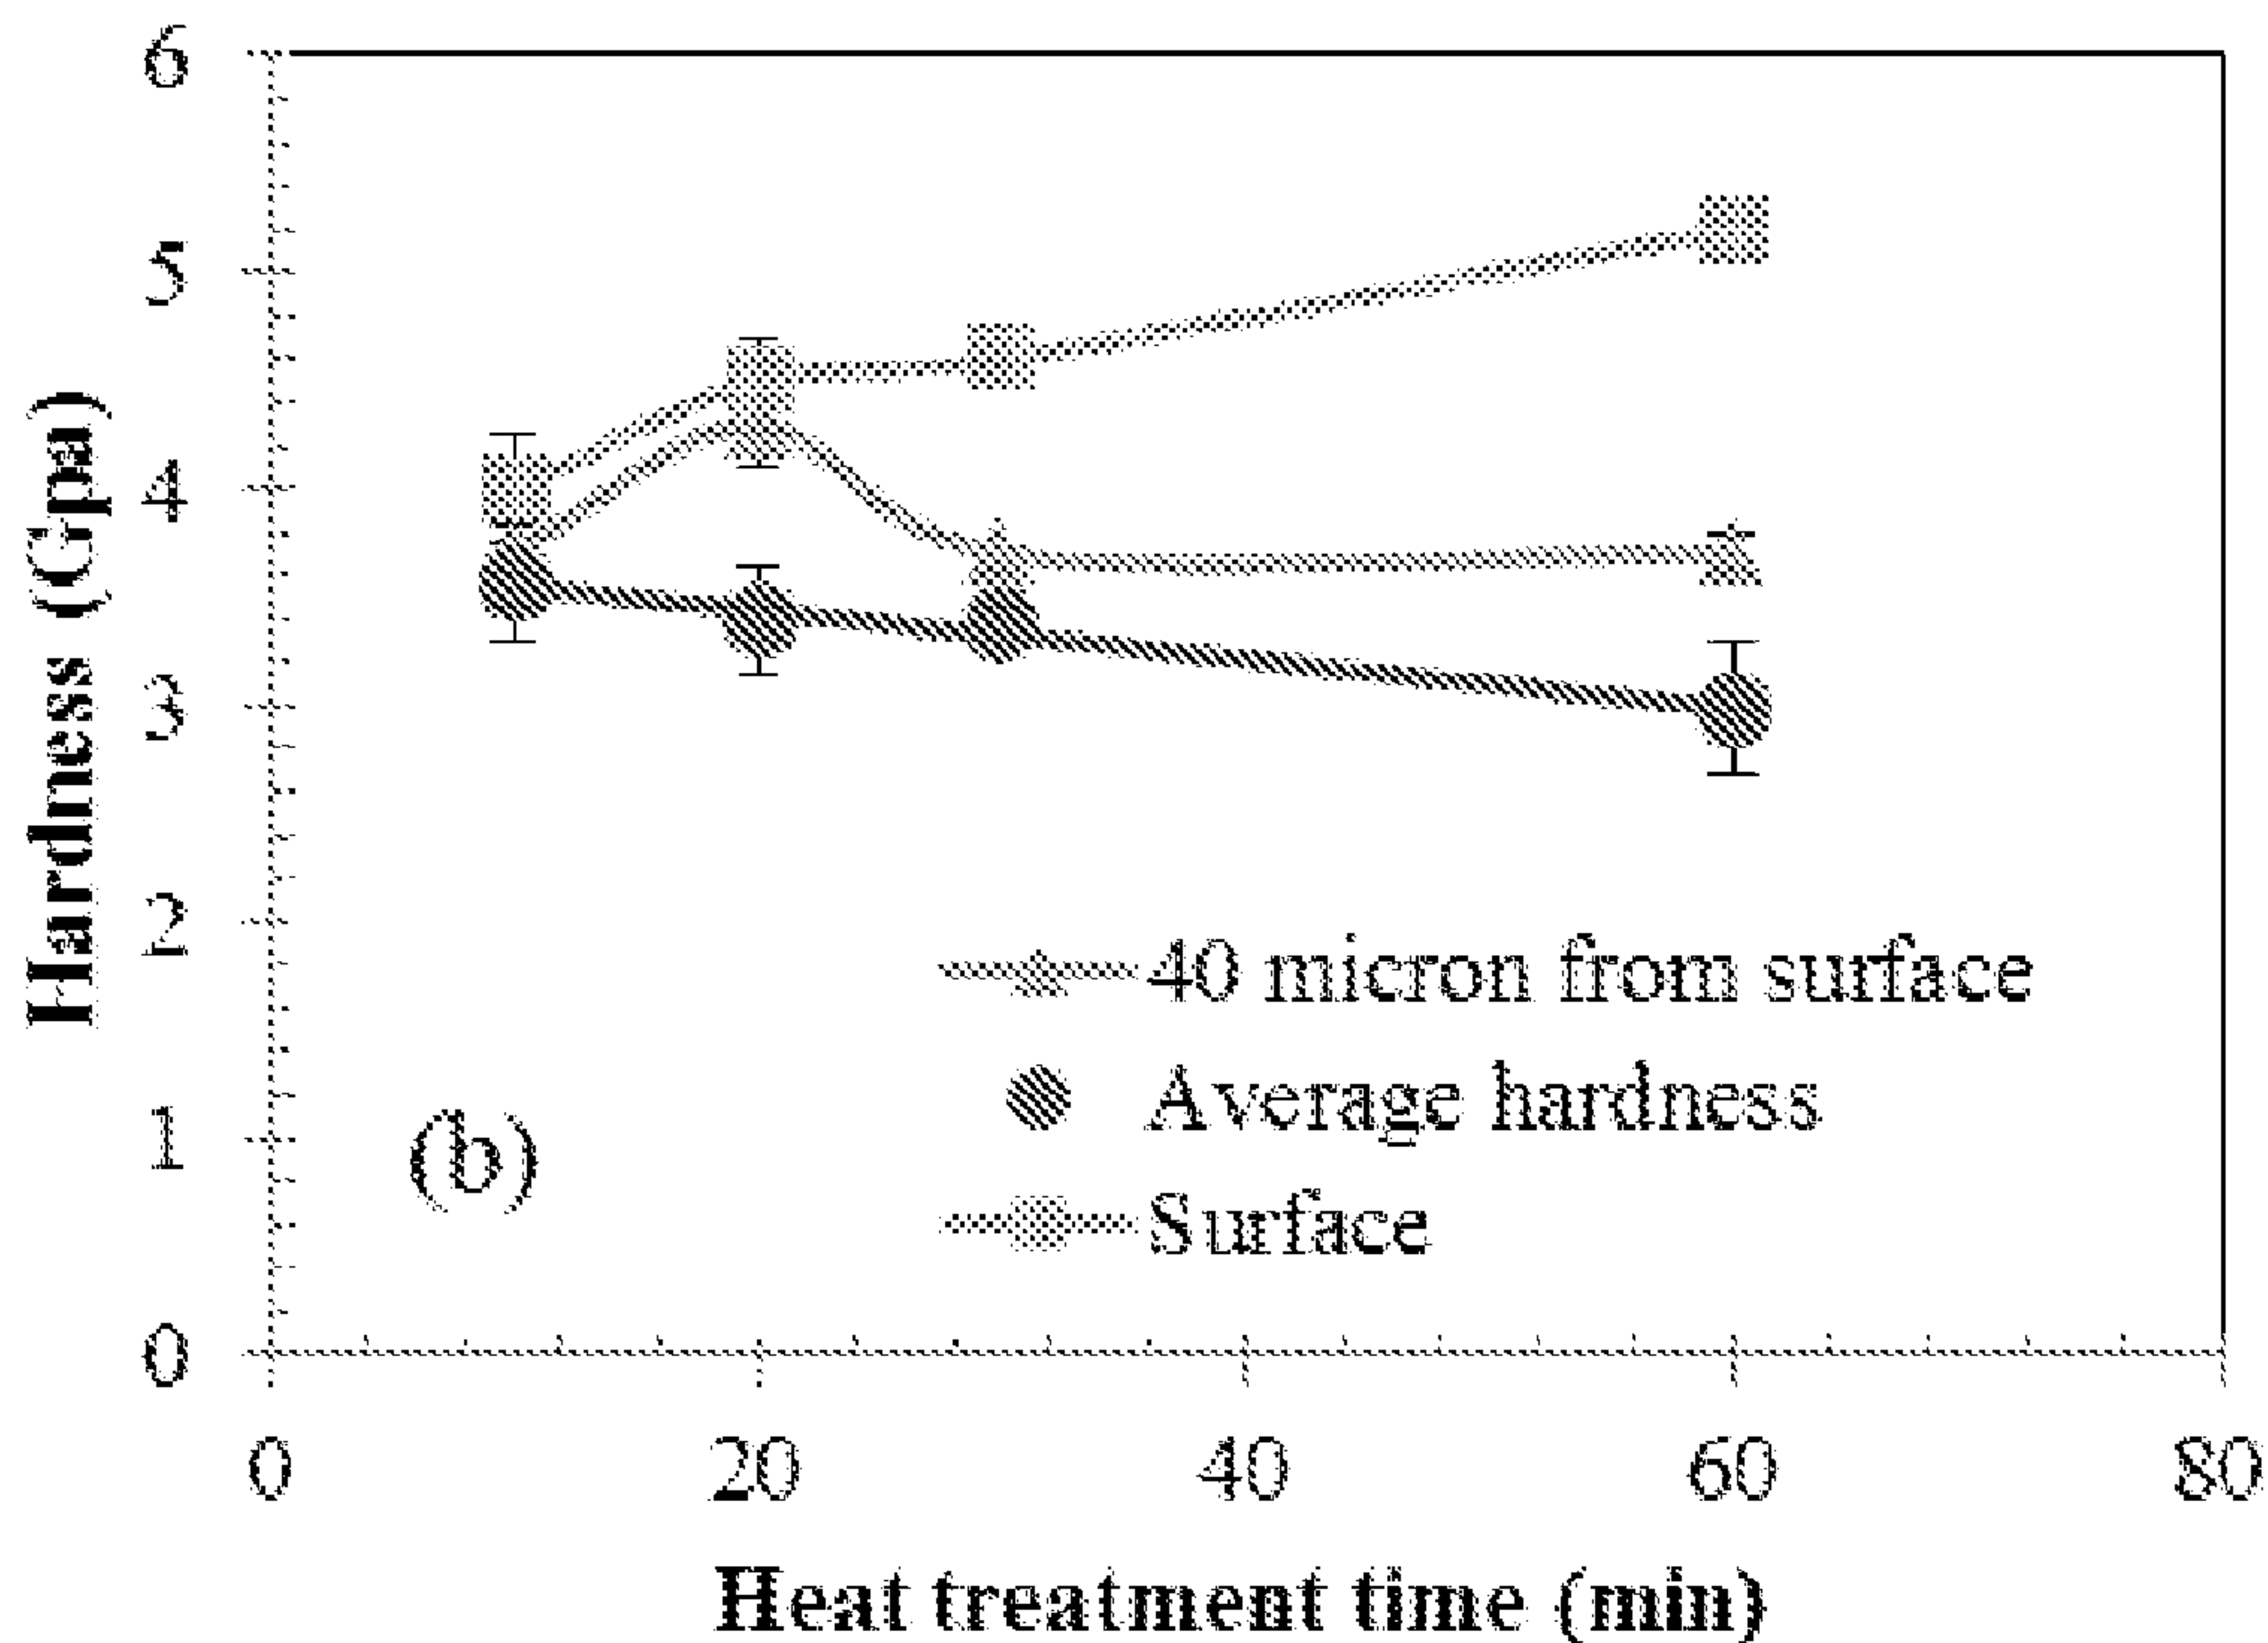 6
5
4
3
2
1
0
Hardness (Gpa)
40 micron from surface
Average hardness
Surface
(b)
0 20 40 60 80
Heat treatment time (min)